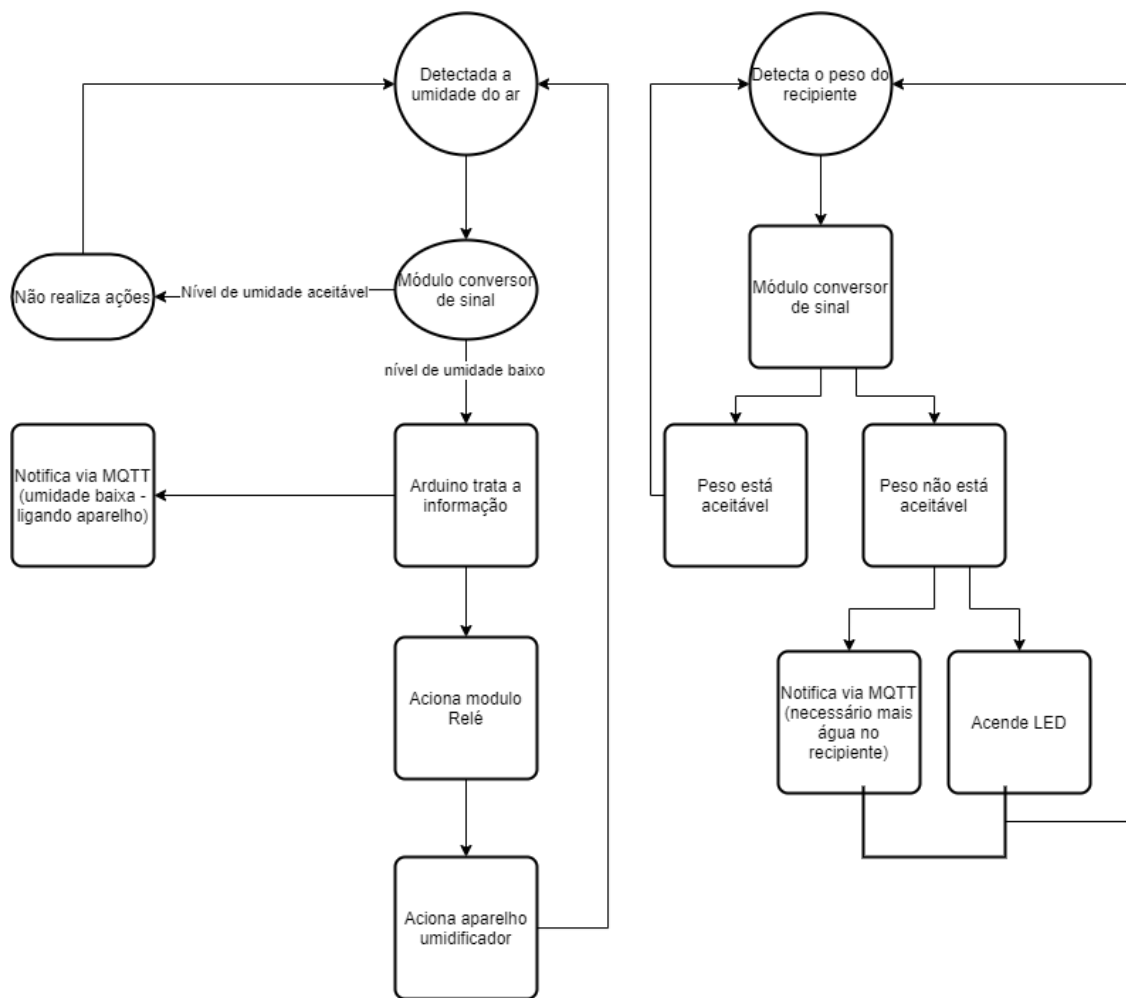 Detectada a
umidade do ar
Não realiza ações
Nível de umidade aceitável
Módulo conversor
de sinal
nível de umidade baixo
Notifica via MQTT
(umidade baixa -
ligando aparelho)
Arduino trata a
informação
Aciona modulo
Relé
Aciona aparelho
umidificador
Detecta o peso do
recipiente
Módulo conversor
de sinal
Peso está
aceitável
Peso não está
aceitável
Notifica via MQTT
(necessário mais
água no
recipiente)
Acende LED